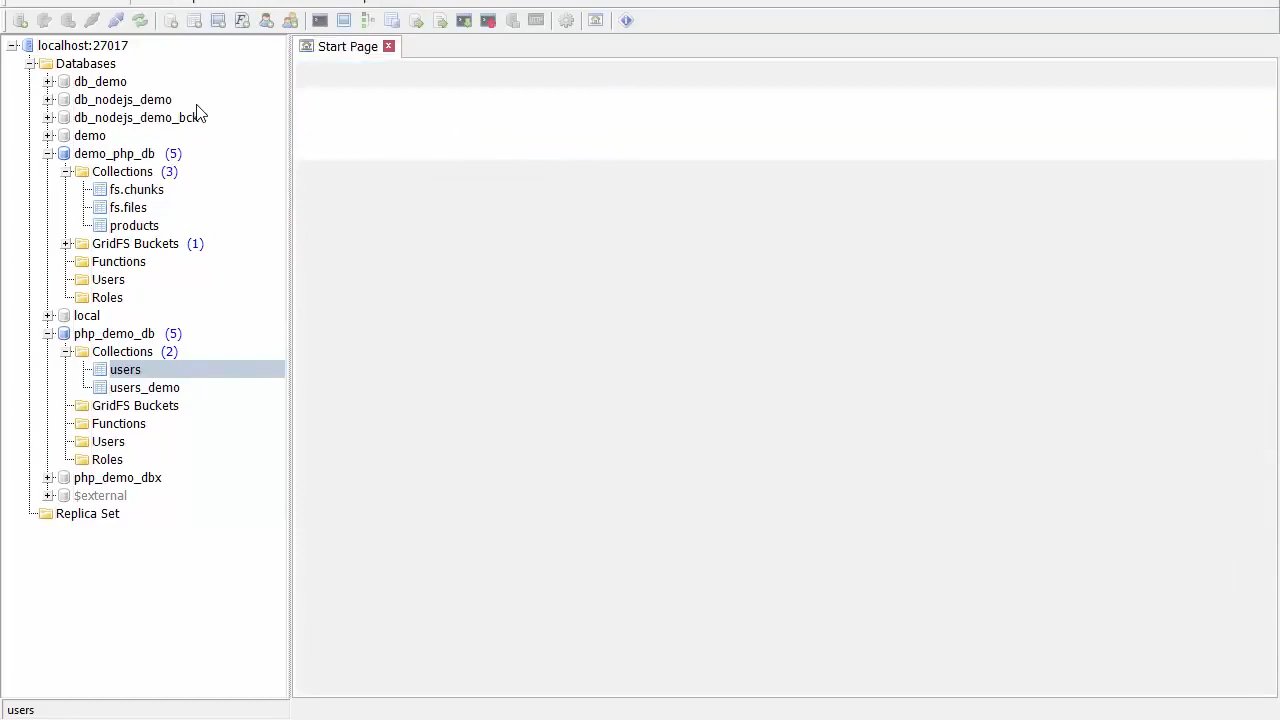 localhost:27017
Start Page
Databases
db_demo
db_nodejs_demo
db_nodejs_demo_bck
demo
demo_php_db (5)
Collections (3)
fs.chunks
fs.files
products
GridFS Buckets (1)
Functions
Users
Roles
local
php_demo_db (5)
Collections (2)
users
users_demo
GridFS Buckets
Functions
Users
Roles
php_demo_dbx
$external
Replica Set
users